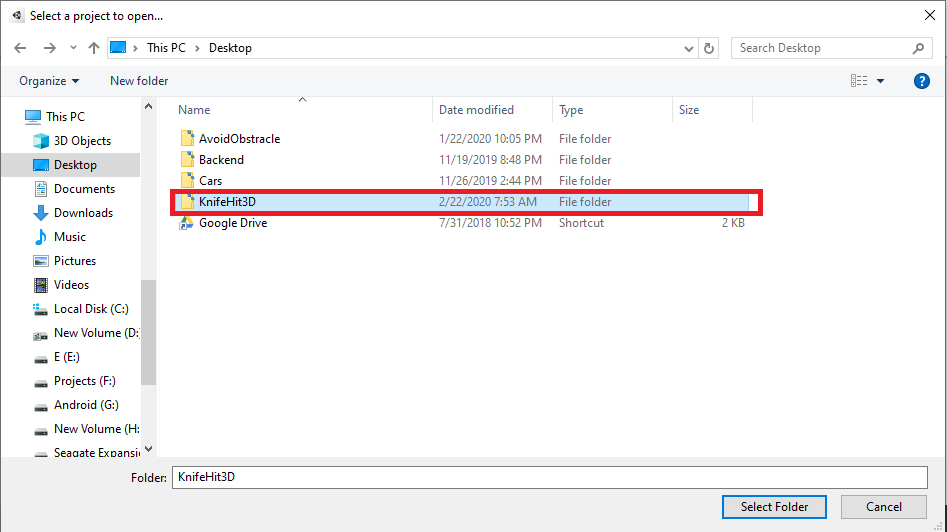 Select a project to open...
This PC > Desktop
Search Desktop
Organize New folder
?
Name Date modified Type Size
This PC
3D Objects
Desktop
Documents
Downloads
Music
Pictures
Videos
Local Disk (C:)
New Volume (D:
E (E:)
Projects (F:)
Android (G:)
New Volume (H:
Seagate Expansi
AvoidObstracle 1/22/2020 10:05 PM File folder
Backend 11/19/2019 8:48 PM File folder
Cars 11/26/2019 2:44 PM File folder
KnifeHit3D 2/22/2020 7:53 AM File folder
Google Drive 7/31/2018 10:52 PM Shortcut 2 KB
Folder: KnifeHit3D
Select Folder Cancel